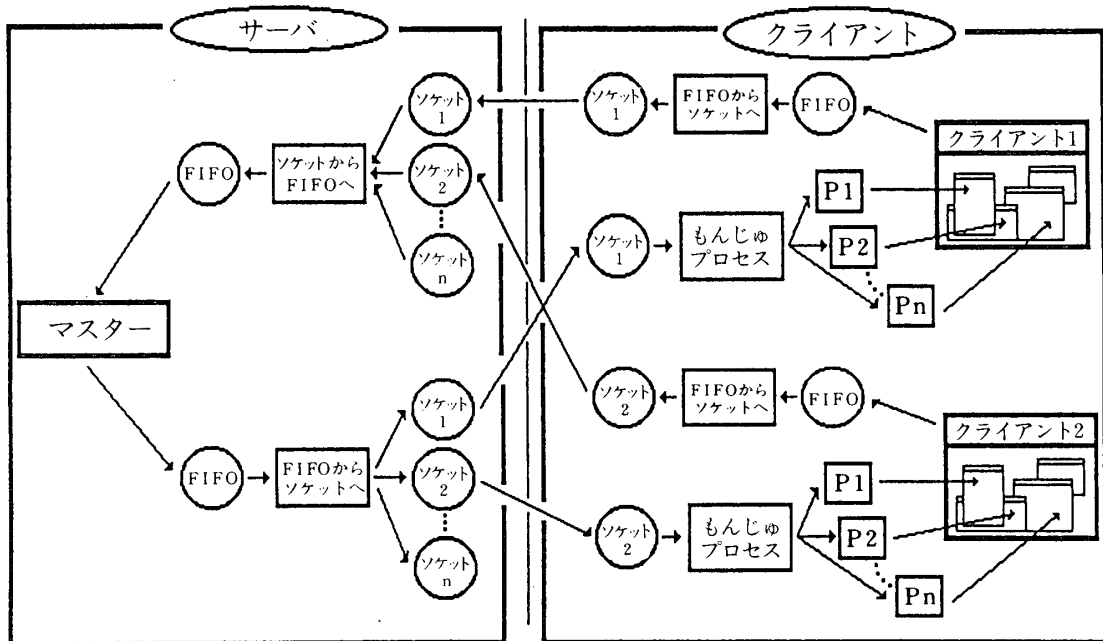 サーバ
ソケット
1
FIFO
ソケットから
FIFOへ
ソケット
2
ソケット
n
マスター
FIFO
FIFOから
ソケットへ
ソケット
1
ソケット
2
ソケット
n
クライアント
ソケット
1
FIFOから
ソケットへ
FIFO
クライアント1
ソケット
1
もんじゅ
プロセス
P1
P2
Pn
ソケット
2
FIFOから
ソケットへ
FIFO
クライアント2
ソケット
2
もんじゅ
プロセス
P1
P2
Pn